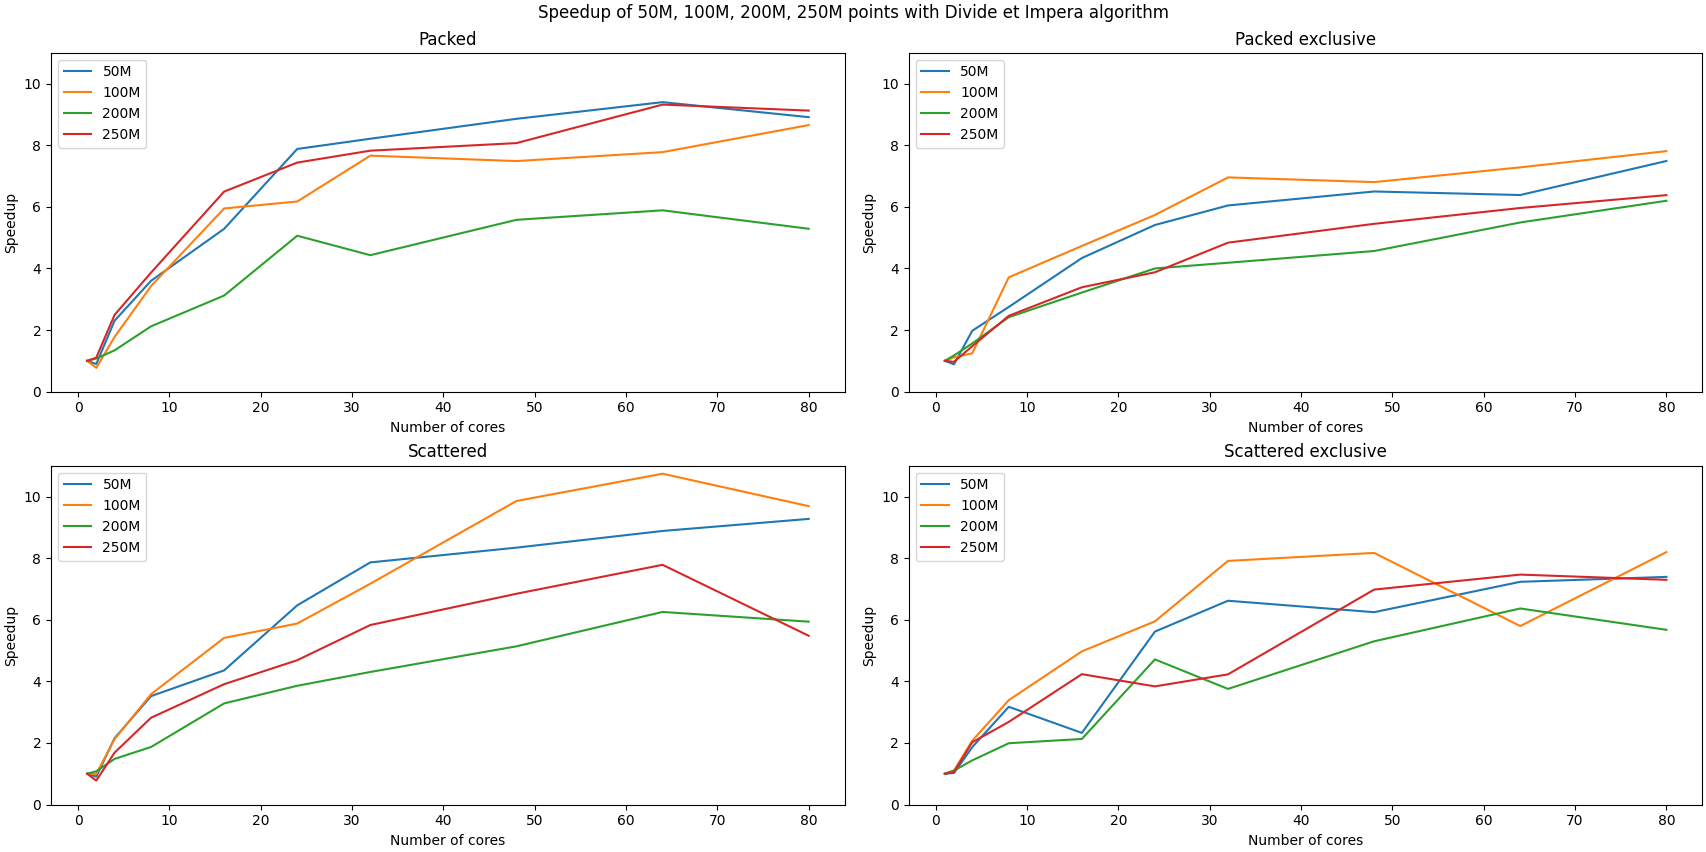 Speedup of 50M, 100M, 200M, 250M points with Divide et Impera algorithm
Packed
50M
100M
200M
250M
10
8
6
4
2
0
Speedup
0 10 20 30 40 50 60 70 80
Number of cores
Packed exclusive
50M
100M
200M
250M
10
8
6
4
2
0
Speedup
0 10 20 30 40 50 60 70 80
Number of cores
Scattered
50M
100M
200M
250M
10
8
6
4
2
0
Speedup
0 10 20 30 40 50 60 70 80
Number of cores
Scattered exclusive
50M
100M
200M
250M
10
8
6
4
2
0
Speedup
0 10 20 30 40 50 60 70 80
Number of cores